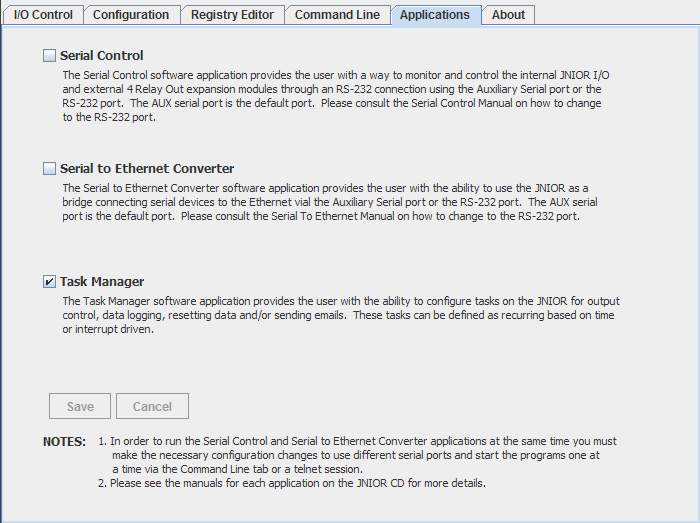 I/O Control Configuration Registry Editor Command Line Applications About
Serial Control
The Serial Control software application provides the user with a way to monitor and control the internal JNIOR I/O
and external 4 Relay Out expansion modules through an RS-232 connection using the Auxiliary Serial port or the
RS-232 port. The AUX serial port is the default port. Please consult the Serial Control Manual on how to change
to the RS-232 port.
Serial to Ethernet Converter
The Serial to Ethernet Converter software application provides the user with the ability to use the JNIOR as a
bridge connecting serial devices to the Ethernet vial the Auxiliary Serial port or the RS-232 port. The AUX serial
port is the default port. Please consult the Serial To Ethernet Manual on how to change to the RS-232 port.
Task Manager
The Task Manager software application provides the user with the ability to configure tasks on the JNIOR for output
control, data logging, resetting data and/or sending emails. These tasks can be defined as recurring based on time
or interrupt driven.
Save Cancel
NOTES: 1. In order to run the Serial Control and Serial to Ethernet Converter applications at the same time you must
make the necessary configuration changes to use different serial ports and start the programs one at
a time via the Command Line tab or a telnet session.
2. Please see the manuals for each application on the JNIOR CD for more details.